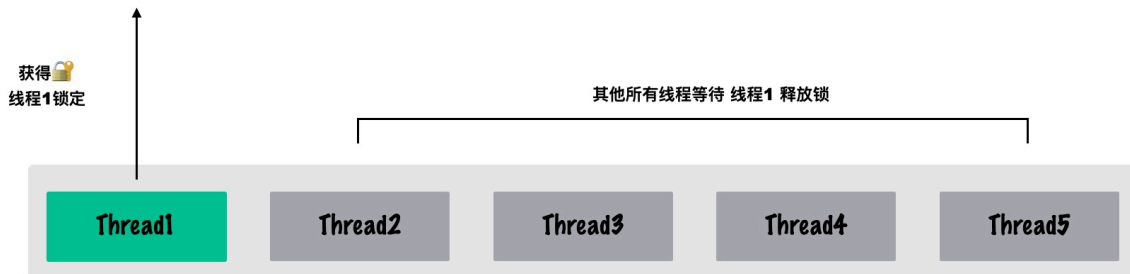 获得🔐
线程1锁定
其他所有线程等待 线程1 释放锁
Thread1
Thread2
Thread3
Thread4
Thread5